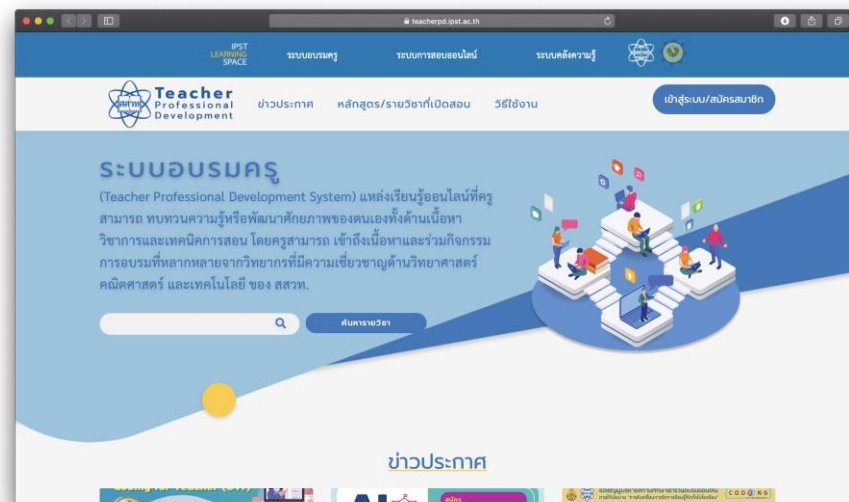 teacherpd.ipst.ac.th
IPST
LEARNING
SPACE
ระบบอบรมครู
ระบบการสอบออนไลน์
ระบบคลังความรู้
สสวท
Teacher
Professional
Development
ข่าวประกาศ
หลักสูตร/รายวิชาที่เปิดสอน
วิธีใช้งาน
เข้าสู่ระบบ/สมัครสมาชิก
ระบบอบรมครู
(Teacher Professional Development System) แหล่งเรียนรู้ออนไลน์ที่ครู
สามารถ ทบทวนความรู้หรือพัฒนาศักยภาพของตนเองทั้งด้านเนื้อหา
วิชาการและเทคนิคการสอน โดยครูสามารถ เข้าถึงเนื้อหาและร่วมกิจกรรม
การอบรมที่หลากหลายจากวิทยากรที่มีความเชี่ยวชาญด้านวิทยาศาสตร์
คณิตศาสตร์ และเทคโนโลยี ของ สสวท.
ค้นหารายวิชา
ข่าวประกาศ
Coding for Teacher (C4T)
AI
สมัคร
CODING